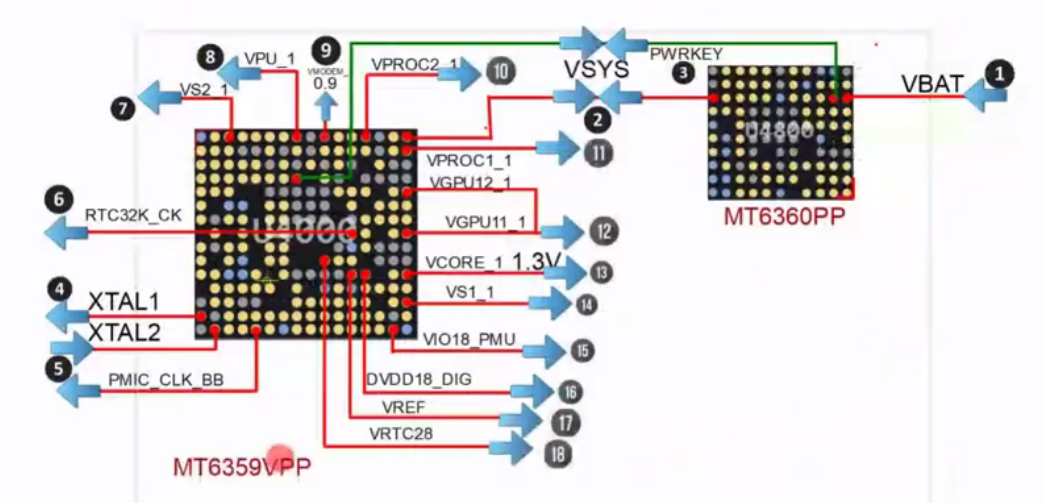 9
8
VPU_1
VMODEM_
0.9
VPROC2_1
10
VSYS
PWRKEY
3
VBAT
1
7
VS2_1
2
U4800
VPROC1_1
11
MT6360PP
VGPU12_1
6
RTC32K_CK
U4000
VGPU11_1
12
VCORE_1 1.3V
13
4
XTAL1
VS1_1
14
XTAL2
VIO18_PMU
15
5
PMIC_CLK_BB
DVDD18_DIG
16
VREF
17
VRTC28
18
MT6359VPP